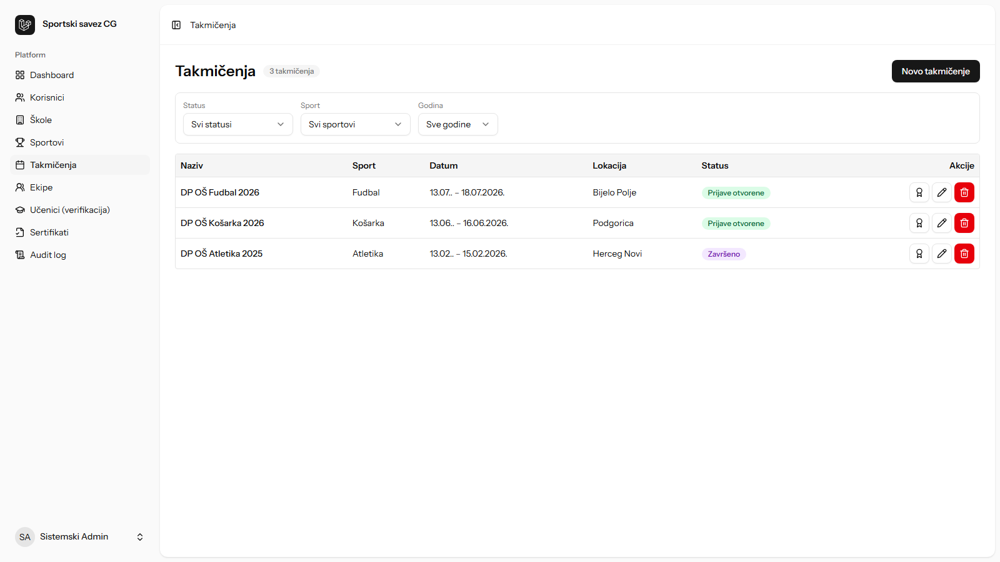 Sportski savez CG
Platform
Dashboard
Korisnici
Škole
Sportovi
Takmičenja
Ekipe
Učenici (verifikacija)
Sertifikati
Audit log
SA Sistemski Admin
Takmičenja
Takmičenja 3 takmičenja
Novo takmičenje
Status Sport Godina
Svi statusi Svi sportovi Sve godine
Naziv Sport Datum Lokacija Status Akcije
DP OŠ Fudbal 2026 Fudbal 13.07.. – 18.07.2026. Bijelo Polje Prijave otvorene
DP OŠ Košarka 2026 Košarka 13.06.. – 16.06.2026. Podgorica Prijave otvorene
DP OŠ Atletika 2025 Atletika 13.02.. – 15.02.2026. Herceg Novi Završeno